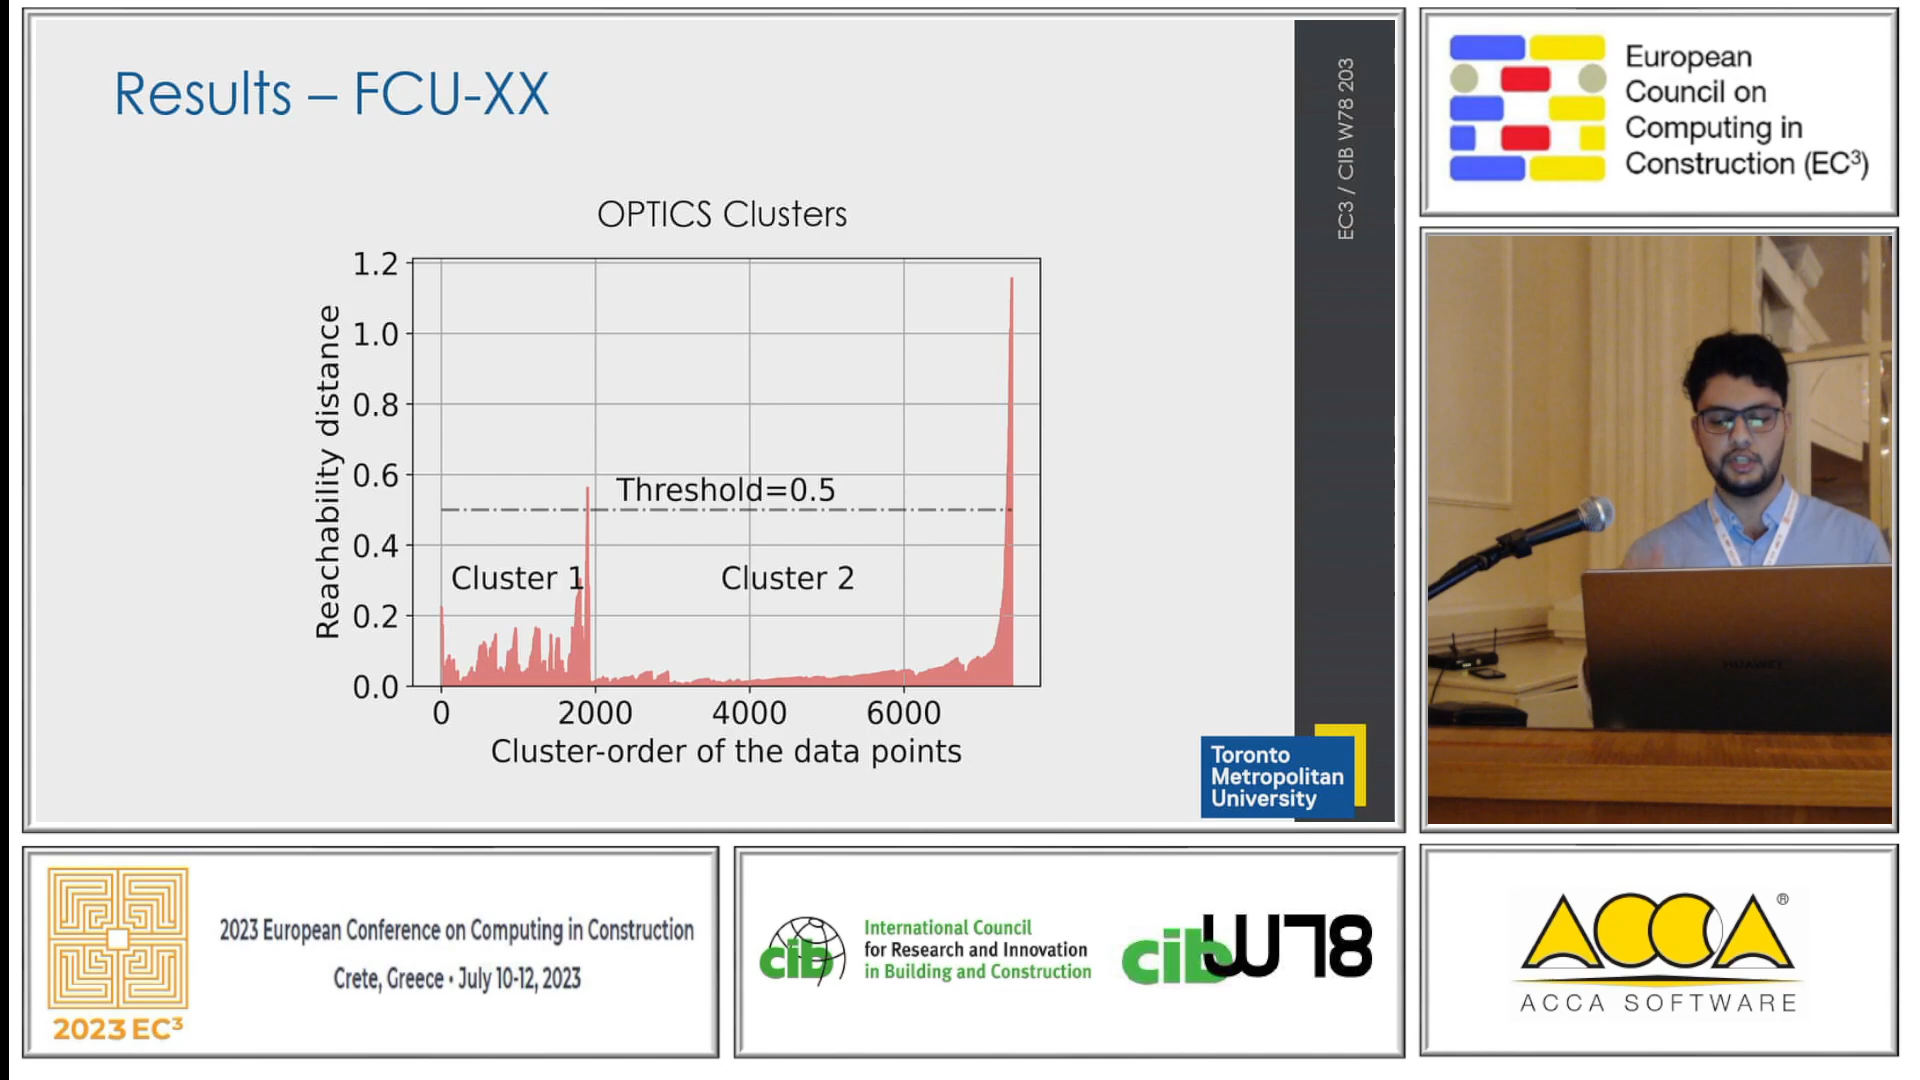 Results – FCU-XX
EC3 / CIB W78 203
OPTICS Clusters
Reachability distance
1.2
1.0
0.8
0.6
0.4
0.2
0.0
Threshold=0.5
Cluster 1
Cluster 2
0 2000 4000 6000
Cluster-order of the data points
Toronto
Metropolitan
University
European
Council on
Computing in
Construction (EC³)
HUAWEI
2023 EC³
2023 European Conference on Computing in Construction
Crete, Greece • July 10-12, 2023
cib
International Council
for Research and Innovation
in Building and Construction
cib W78
ACCA ®
ACCA SOFTWARE